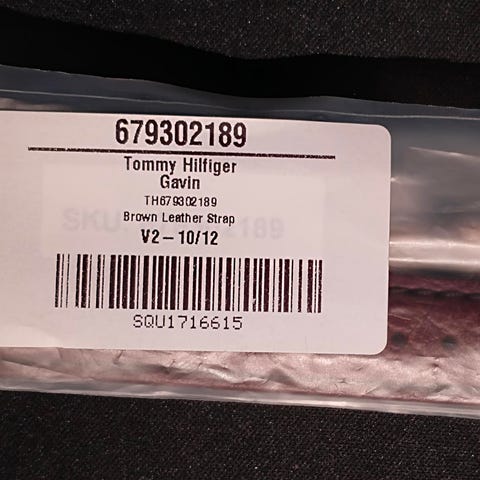 679302189
Tommy Hilfiger
Gavin
TH679302189
Brown Leather Strap
V2 – 10/12
SQU1716615